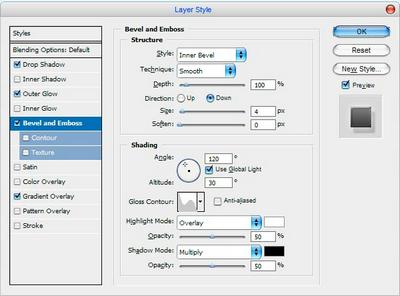 Layer Style
Styles
Blending Options: Default
Drop Shadow
Inner Shadow
Outer Glow
Inner Glow
Bevel and Emboss
Contour
Texture
Satin
Color Overlay
Gradient Overlay
Pattern Overlay
Stroke
Bevel and Emboss
Structure
Style: Inner Bevel
Technique: Smooth
Depth: 100 %
Direction: Up Down
Size: 4 px
Soften: 0 px
Shading
Angle: 120 °
Use Global Light
Altitude: 30 °
Gloss Contour: Anti-aliased
Highlight Mode: Overlay
Opacity: 50 %
Shadow Mode: Multiply
Opacity: 50 %
OK
Reset
New Style...
Preview